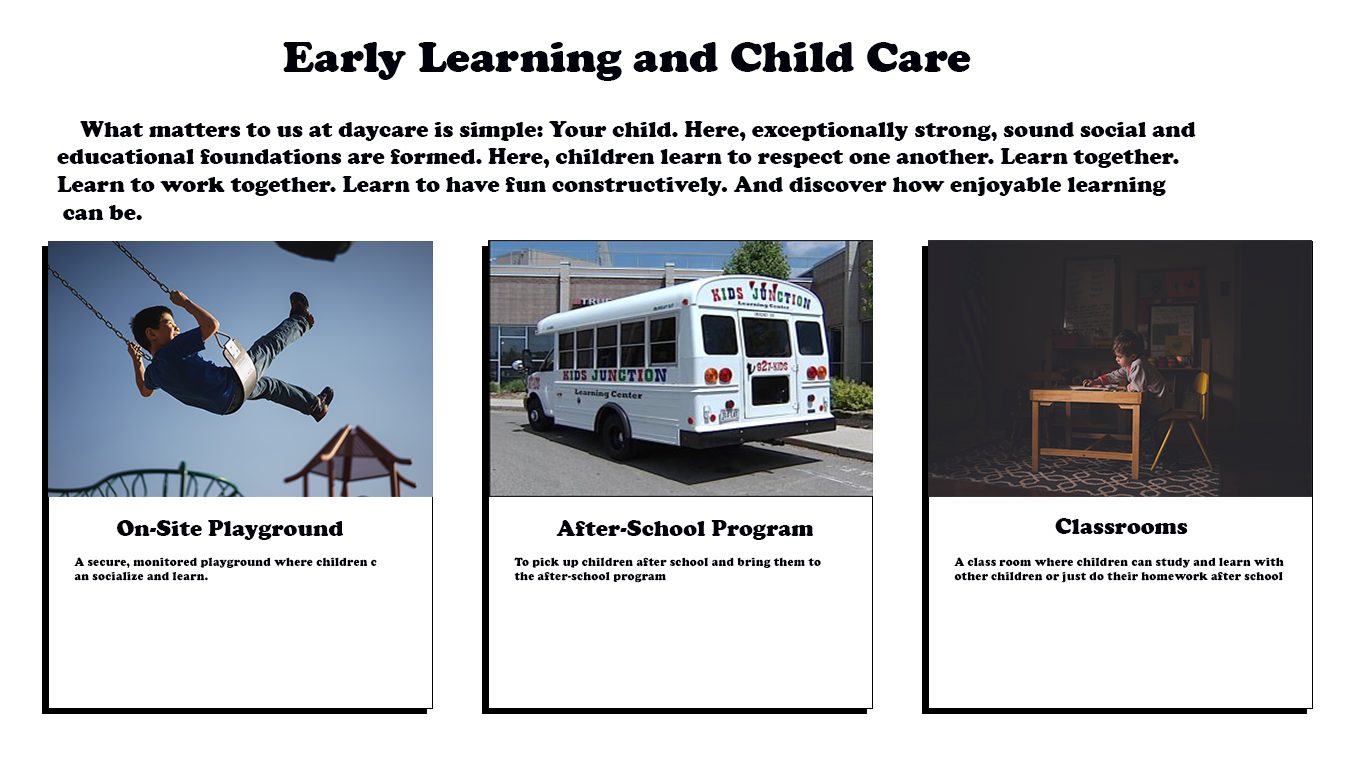 Early Learning and Child Care
What matters to us at daycare is simple: Your child. Here, exceptionally strong, sound social and
educational foundations are formed. Here, children learn to respect one another. Learn together.
Learn to work together. Learn to have fun constructively. And discover how enjoyable learning
can be.
KIDS JUNCTION
Learning Center
KIDS JUNCTION
Learning Center
927-KIDS
On-Site Playground
A secure, monitored playground where children c
an socialize and learn.
After-School Program
To pick up children after school and bring them to
the after-school program
Classrooms
A class room where children can study and learn with
other children or just do their homework after school